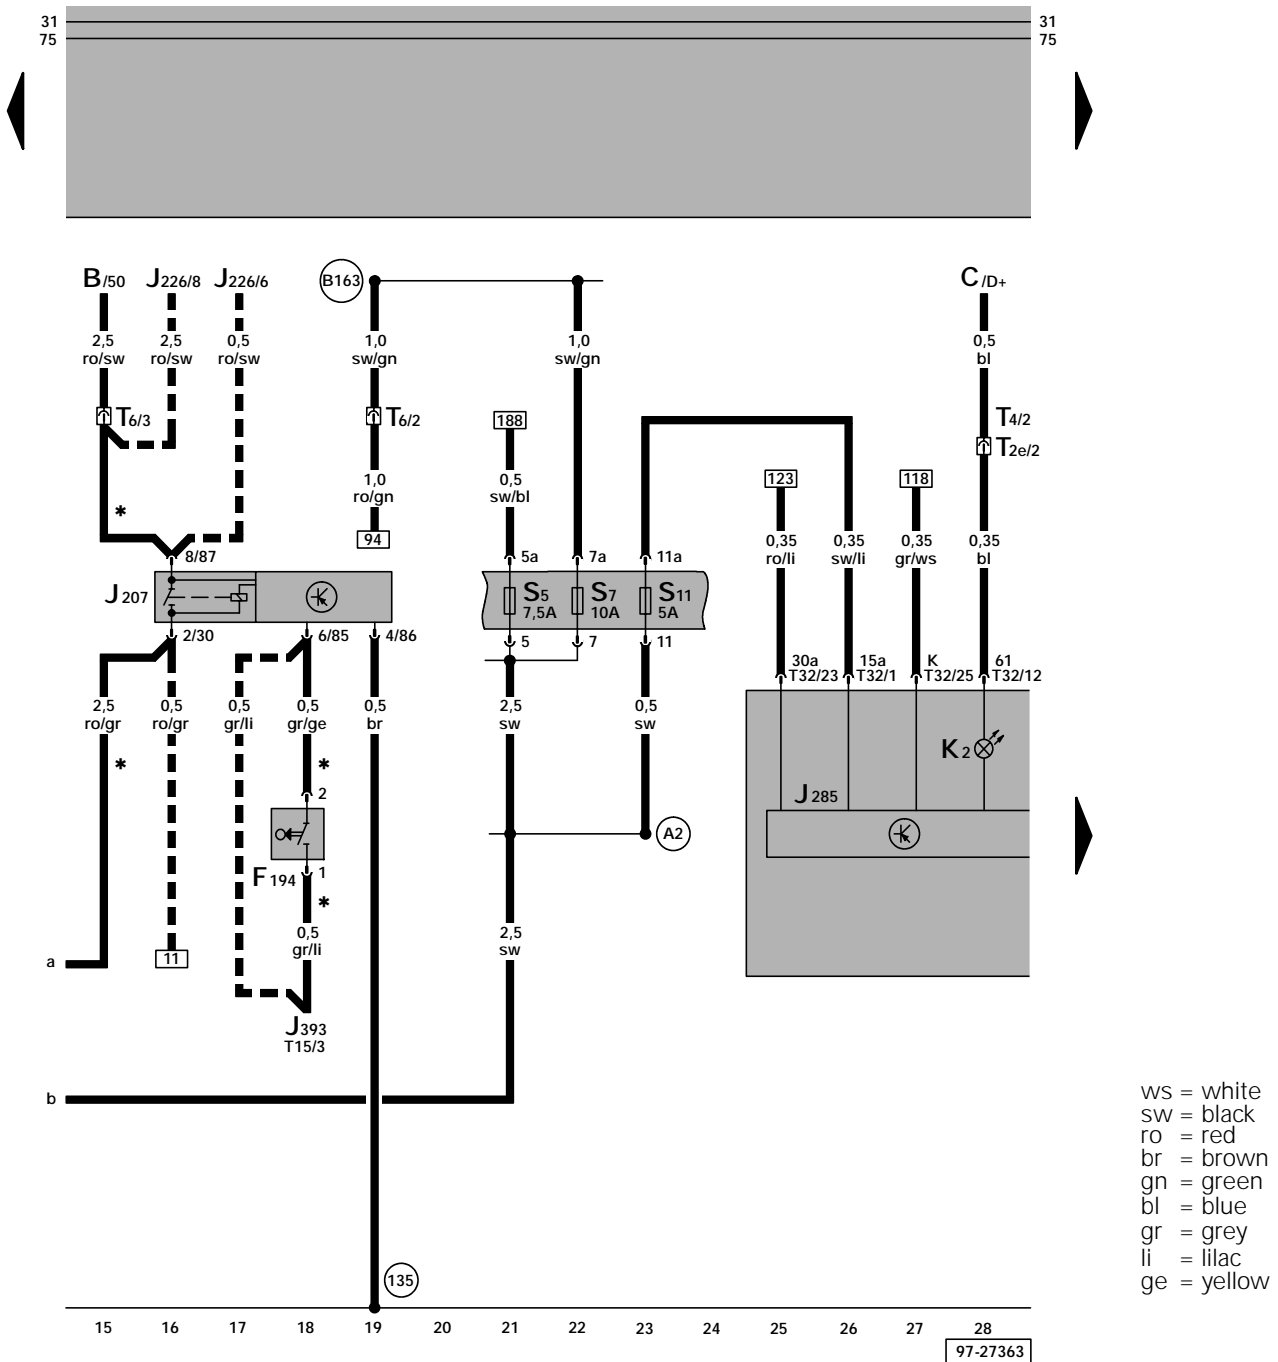 31 31
75 75
B/50 J226/8 J226/6 B163 C/D+
2,5 2,5 0,5 1,0 1,0 0,5
ro/sw ro/sw ro/sw sw/gn sw/gn bl
T6/3 T6/2 188 T4/2
T2e/2
1,0 0,5 123 118
ro/gn sw/bl
*
94 0,35 0,35 0,35 0,35
ro/li sw/li gr/ws bl
8/87 5a 7a 11a
J207 S5 S7 S11
7,5A 10A 5A
2/30 6/85 4/86 5 7 11
30a 15a K 61
T32/23 T32/1 T32/25 T32/12
2,5 0,5 0,5 0,5 0,5 2,5 0,5
ro/gr ro/gr gr/li gr/ge br sw sw
K2
* *
2 J285
A2
F194 1
*
0,5 2,5
gr/li sw
a 11
J393
T15/3
b
ws = white
sw = black
ro = red
br = brown
gn = green
bl = blue
gr = grey
li = lilac
ge = yellow
135
15 16 17 18 19 20 21 22 23 24 25 26 27 28
97-27363